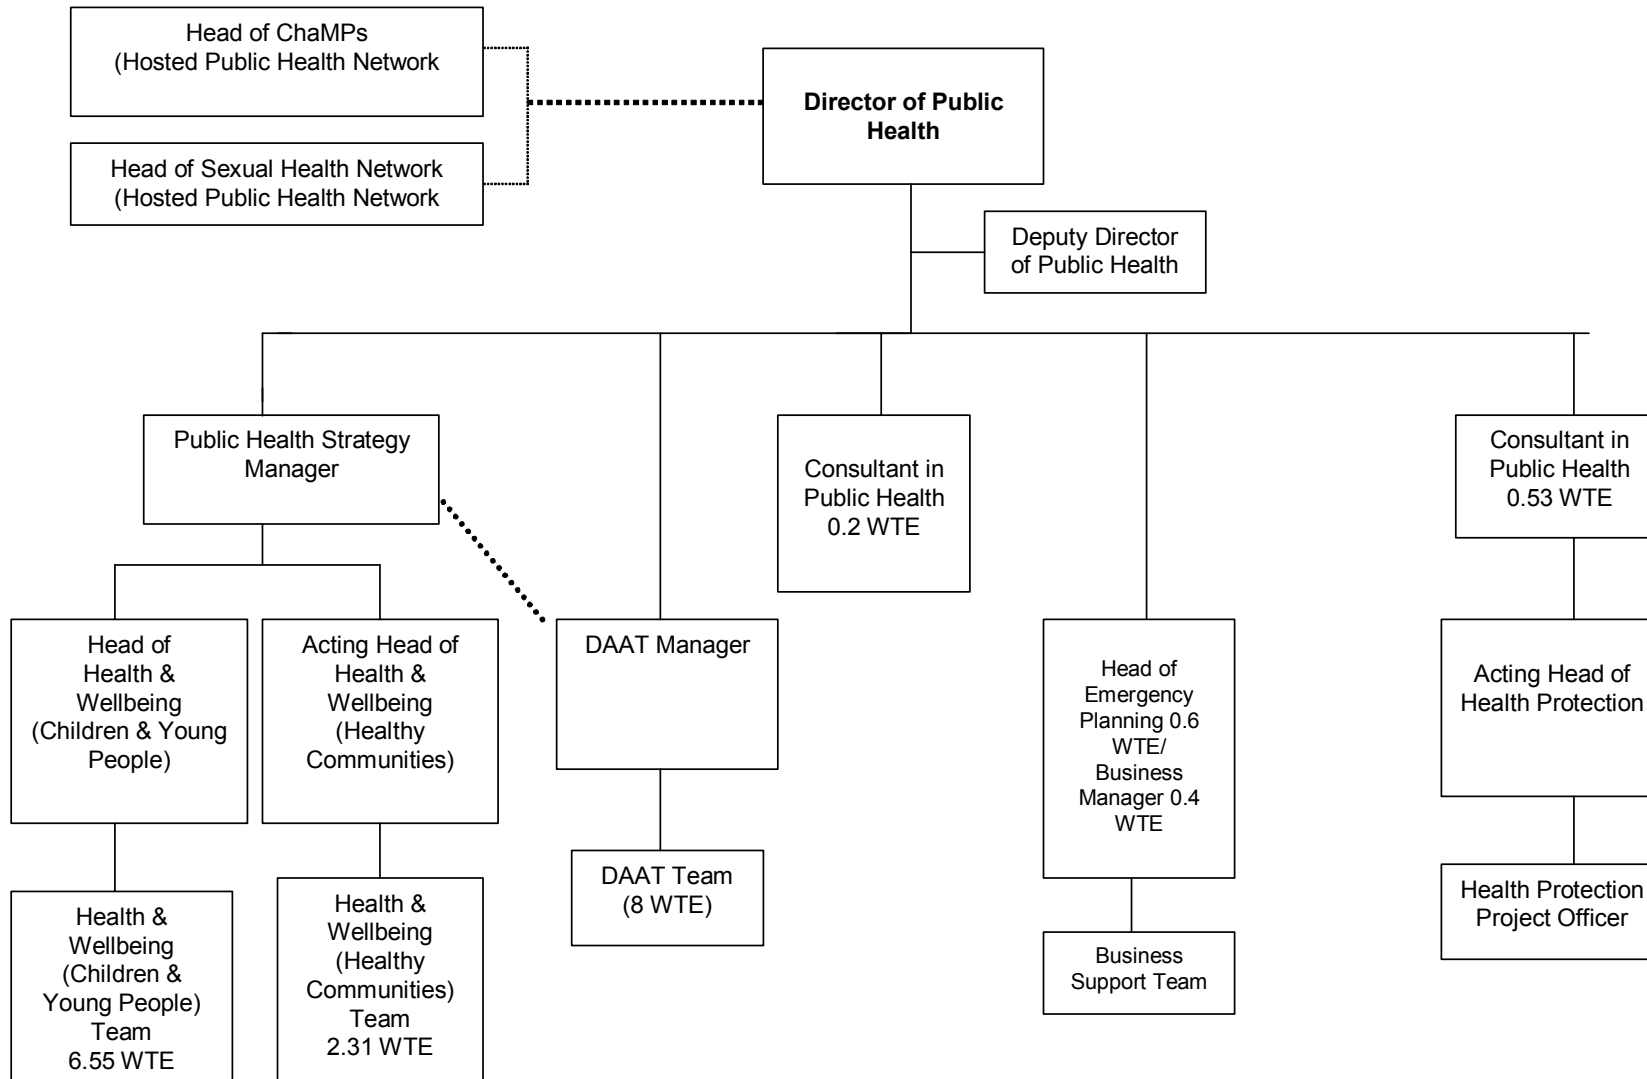 Head of ChaMPs
(Hosted Public Health Network
Director of Public
Health
Head of Sexual Health Network
(Hosted Public Health Network
Deputy Director
of Public Health
Public Health Strategy
Manager
Consultant in
Public Health
0.2 WTE
Consultant in
Public Health
0.53 WTE
Head of
Health &
Wellbeing
(Children & Young
People)
Acting Head of
Health &
Wellbeing
(Healthy
Communities)
DAAT Manager
Head of
Emergency
Planning 0.6
WTE/
Business
Manager 0.4
WTE
Acting Head of
Health Protection
Health &
Wellbeing
(Children &
Young People)
Team
6.55 WTE
Health &
Wellbeing
(Healthy
Communities)
Team
2.31 WTE
DAAT Team
(8 WTE)
Business
Support Team
Health Protection
Project Officer